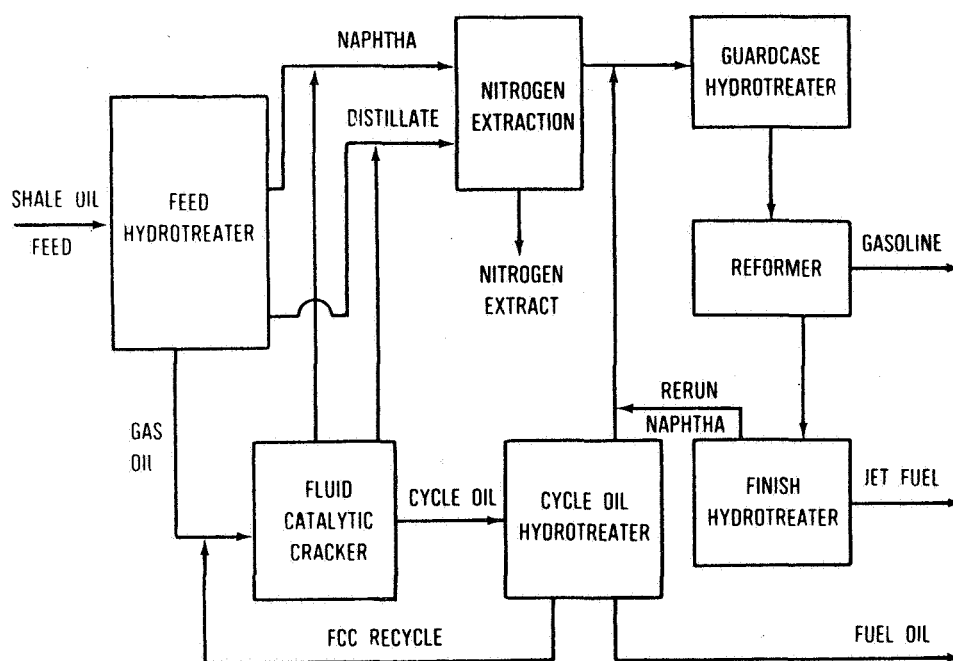 NAPHTHA
DISTILLATE
NITROGEN
EXTRACTION
GUARDCASE
HYDROTREATER
SHALE OIL
FEED
FEED
HYDROTREATER
NITROGEN
EXTRACT
REFORMER
GASOLINE
GAS
OIL
RERUN
NAPHTHA
FLUID
CATALYTIC
CRACKER
CYCLE OIL
CYCLE OIL
HYDROTREATER
FINISH
HYDROTREATER
JET FUEL
FCC RECYCLE
FUEL OIL